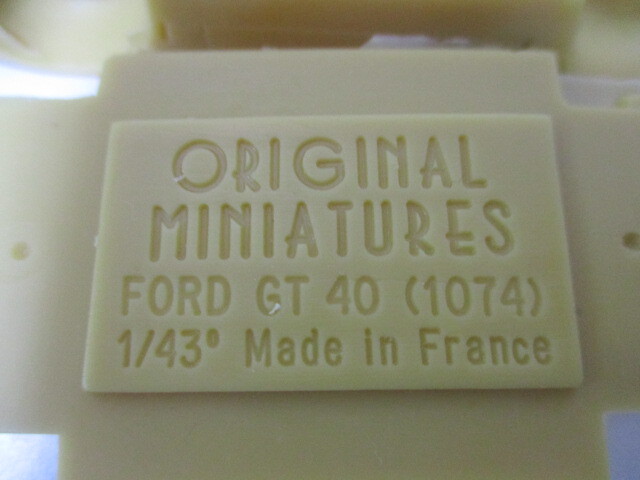 ORIGINAL
MINIATURES
FORD GT 40 (1074)
1/43° Made in France